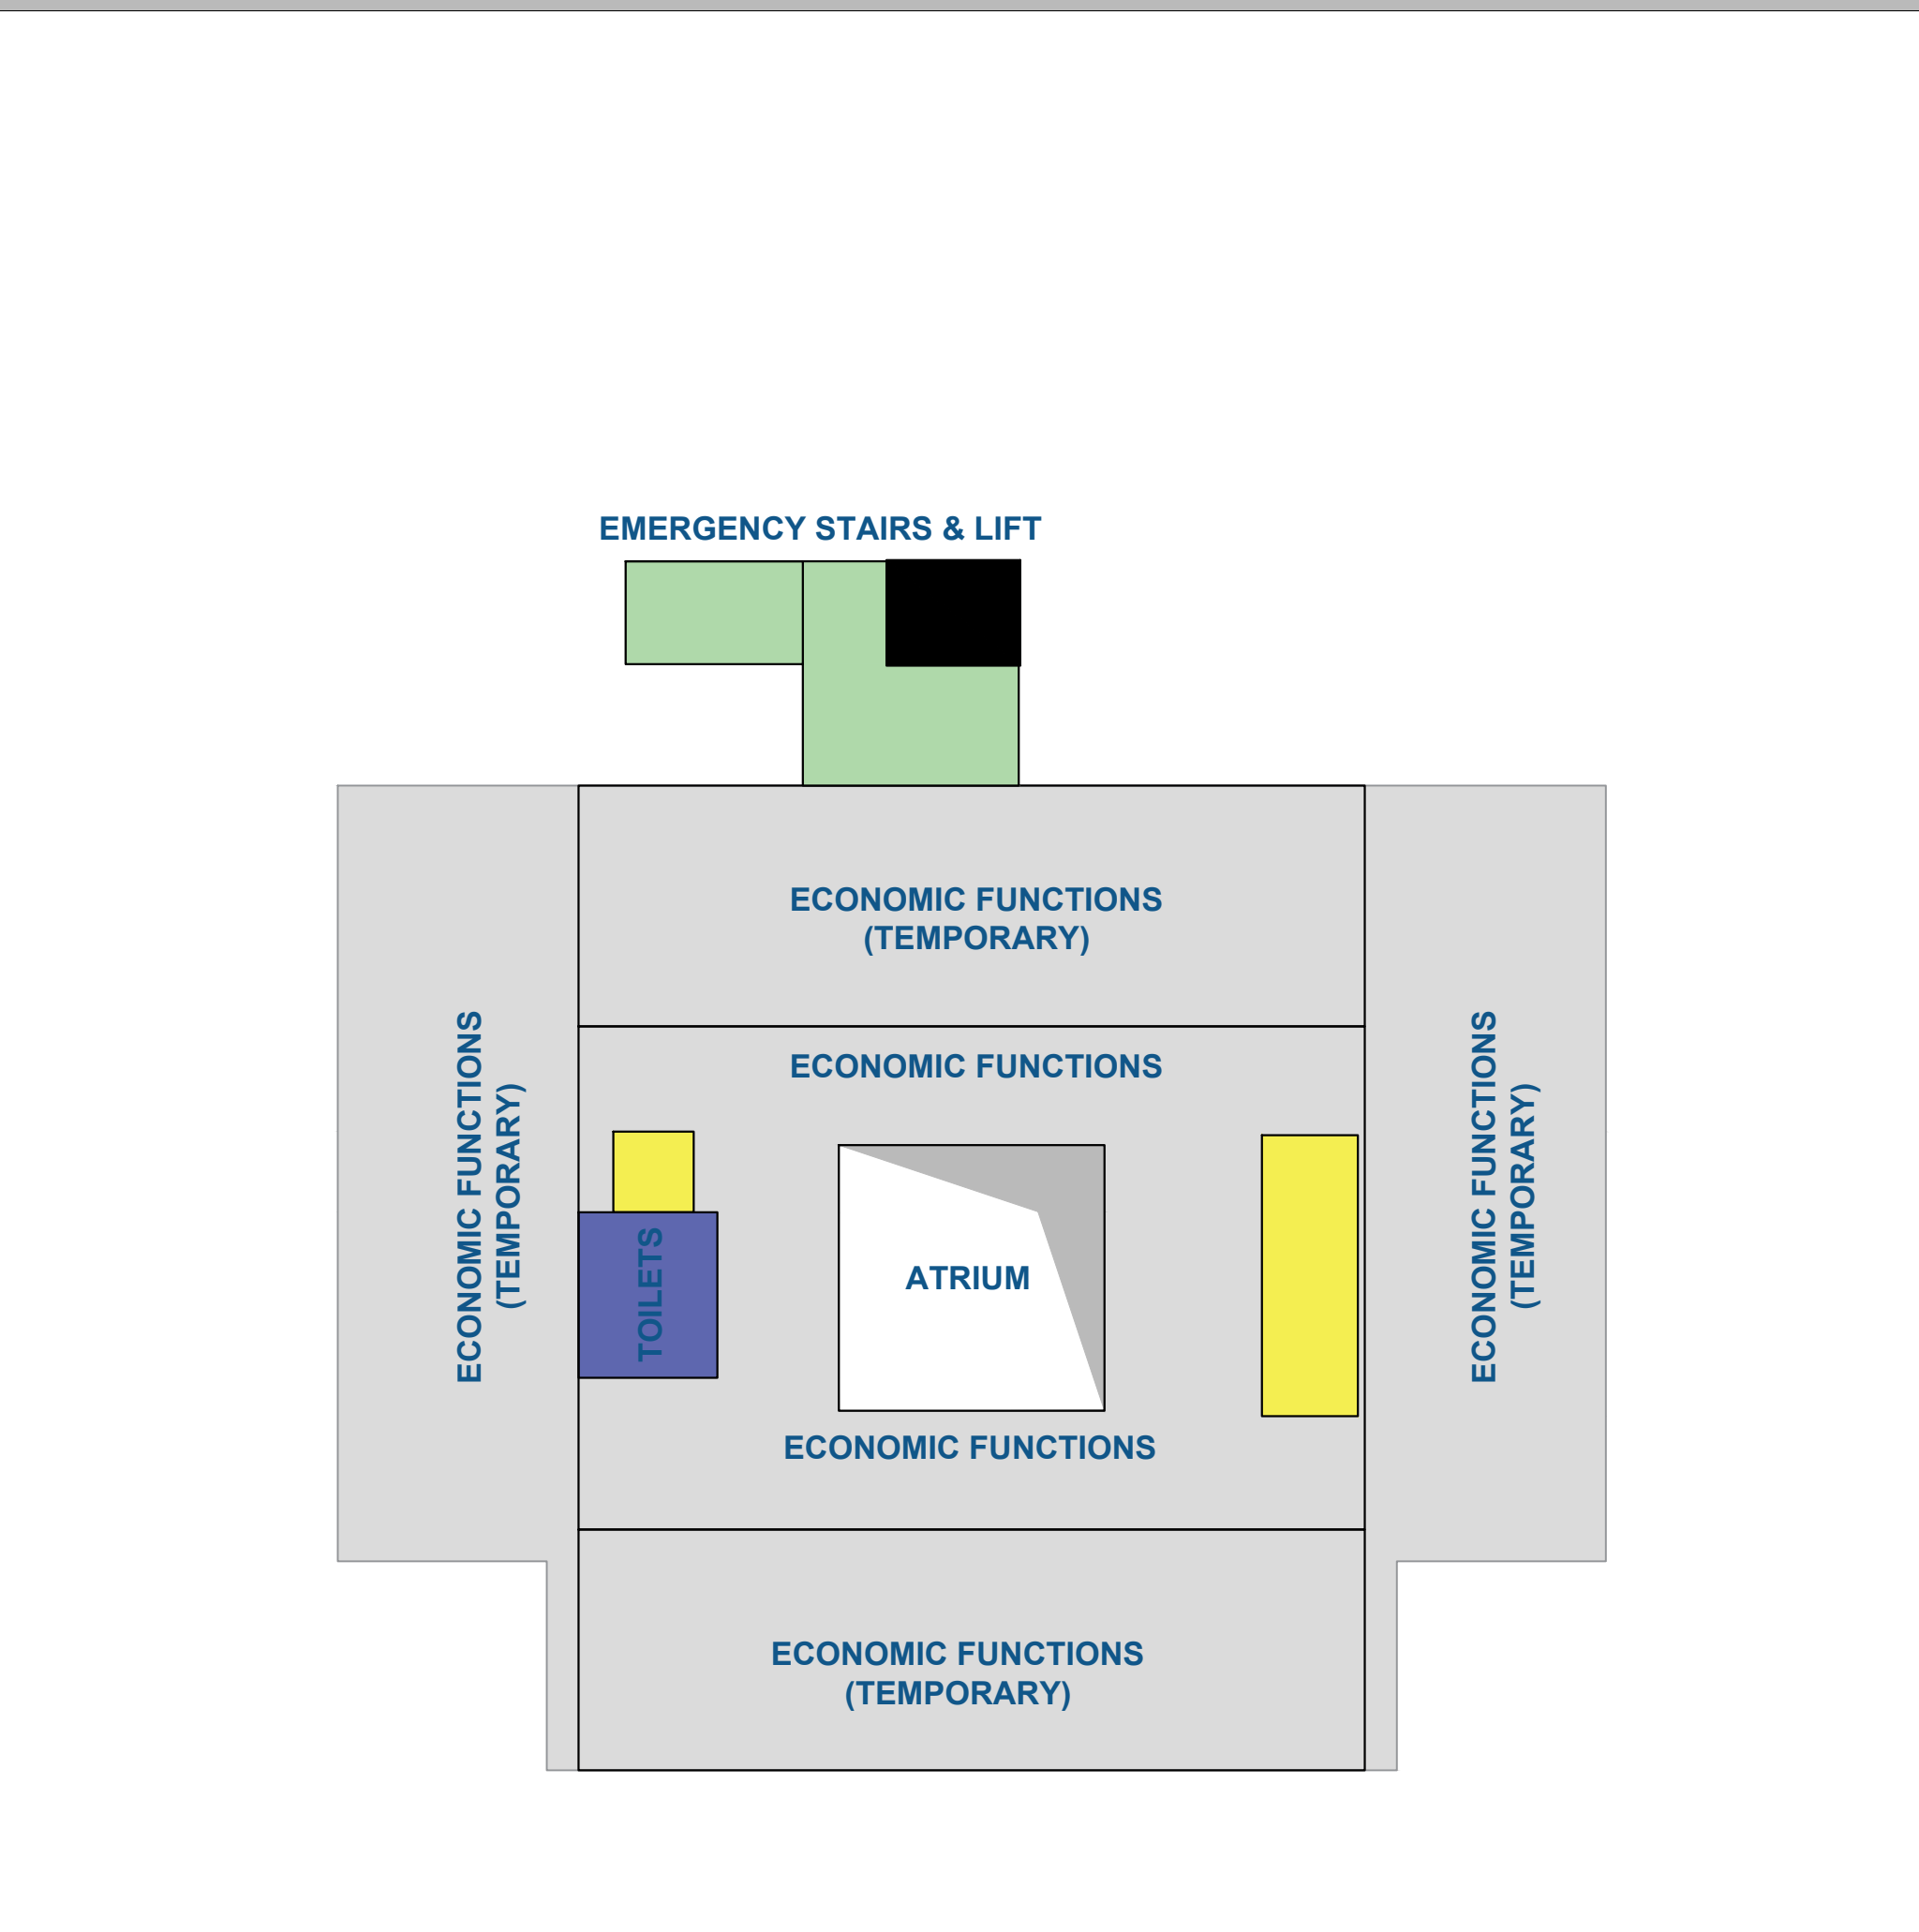 EMERGENCY STAIRS & LIFT
ECONOMIC FUNCTIONS
(TEMPORARY)
ECONOMIC FUNCTIONS
(TEMPORARY)
ECONOMIC FUNCTIONS
ECONOMIC FUNCTIONS
(TEMPORARY)
TOILETS
ATRIUM
ECONOMIC FUNCTIONS
ECONOMIC FUNCTIONS
(TEMPORARY)